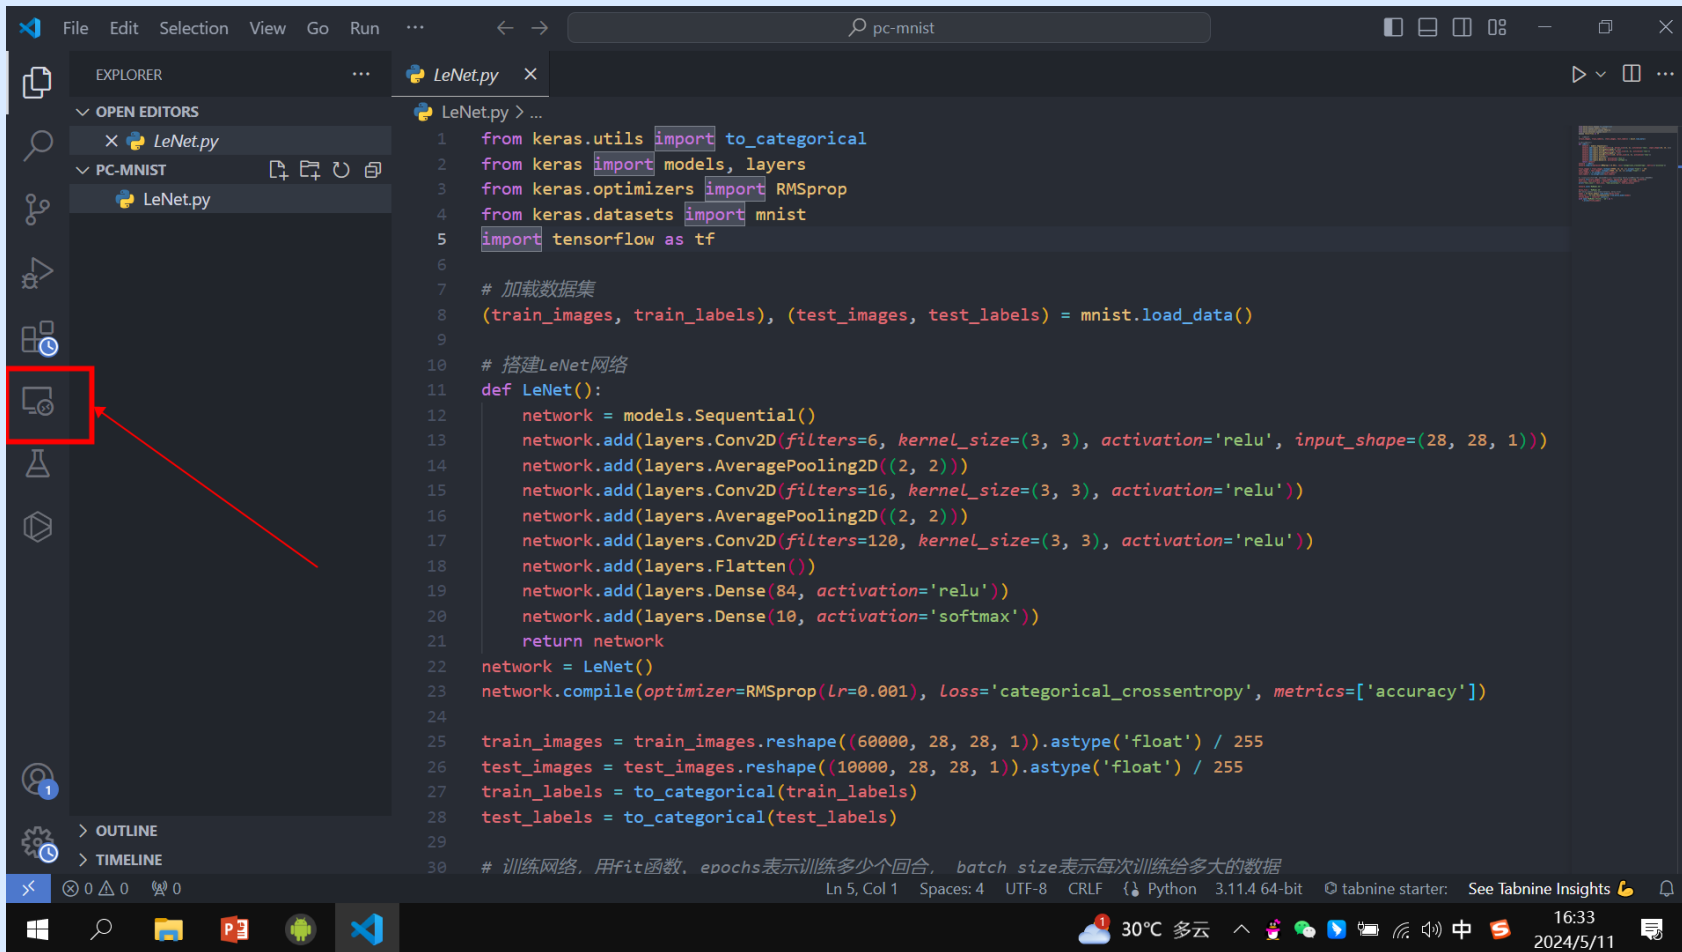 File Edit Selection View Go Run ··· pc-mnist
EXPLORER ···
OPEN EDITORS
LeNet.py
PC-MNIST
LeNet.py
LeNet.py
LeNet.py > ...
1 from keras.utils import to_categorical
2 from keras import models, layers
3 from keras.optimizers import RMSprop
4 from keras.datasets import mnist
5 import tensorflow as tf
6
7 # 加载数据集
8 (train_images, train_labels), (test_images, test_labels) = mnist.load_data()
9
10 # 搭建LeNet网络
11 def LeNet():
12 network = models.Sequential()
13 network.add(layers.Conv2D(filters=6, kernel_size=(3, 3), activation='relu', input_shape=(28, 28, 1)))
14 network.add(layers.AveragePooling2D((2, 2)))
15 network.add(layers.Conv2D(filters=16, kernel_size=(3, 3), activation='relu'))
16 network.add(layers.AveragePooling2D((2, 2)))
17 network.add(layers.Conv2D(filters=120, kernel_size=(3, 3), activation='relu'))
18 network.add(layers.Flatten())
19 network.add(layers.Dense(84, activation='relu'))
20 network.add(layers.Dense(10, activation='softmax'))
21 return network
22 network = LeNet()
23 network.compile(optimizer=RMSprop(lr=0.001), loss='categorical_crossentropy', metrics=['accuracy'])
24
25 train_images = train_images.reshape((60000, 28, 28, 1)).astype('float') / 255
26 test_images = test_images.reshape((10000, 28, 28, 1)).astype('float') / 255
27 train_labels = to_categorical(train_labels)
28 test_labels = to_categorical(test_labels)
29
30 # 训练网络，用fit函数，epochs表示训练多少个回合， batch_size表示每次训练给多大的数据
1
OUTLINE
TIMELINE
0 0 0 Ln 5, Col 1 Spaces: 4 UTF-8 CRLF Python 3.11.4 64-bit tabnine starter: See Tabnine Insights
1 30°C 多云 中 16:33
2024/5/11